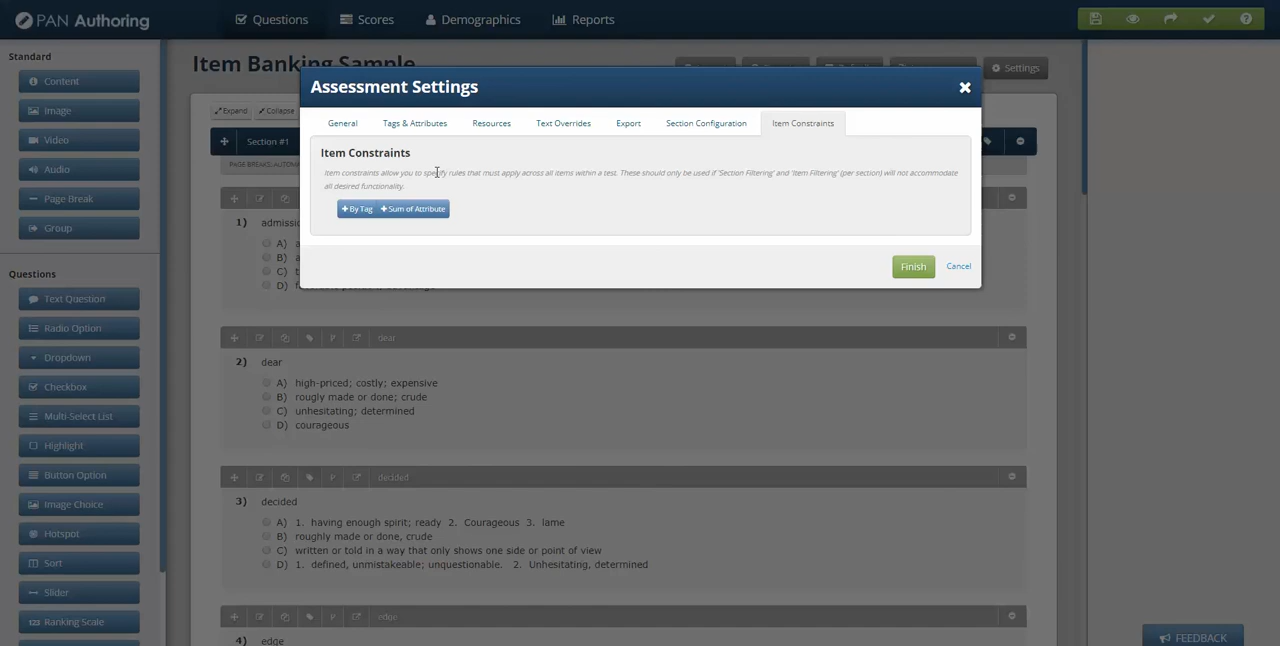 PAN Authoring
Questions
Scores
Demographics
Reports
Standard
Content
Image
Video
Audio
Page Break
Group
Questions
Text Question
Radio Option
Dropdown
Checkbox
Multi-Select List
Highlight
Button Option
Image Choice
Hotspot
Sort
Slider
123 Ranking Scale
Item Banking Sample
Settings
Expand
Collapse
Section #1
Assessment Settings
General
Tags & Attributes
Resources
Text Overrides
Export
Section Configuration
Item Constraints
Item Constraints
Item constraints allow you to specify rules that must apply across all items within a test. These should only be used if 'Section Filtering' and 'Item Filtering' (per section) will not accommodate
all desired functionality.
+ By Tag
+ Sum of Attribute
Finish
Cancel
1)
A)
B)
C)
D)
dear
2) dear
A) high-priced; costly; expensive
B) rougly made or done; crude
C) unhesitating; determined
D) courageous
decided
3) decided
A) 1. having enough spirit; ready 2. Courageous 3. lame
B) roughly made or done, crude
C) written or told in a way that only shows one side or point of view
D) 1. defined, unmistakeable; unquestionable. 2. Unhesitating, determined
edge
4) edge
FEEDBACK